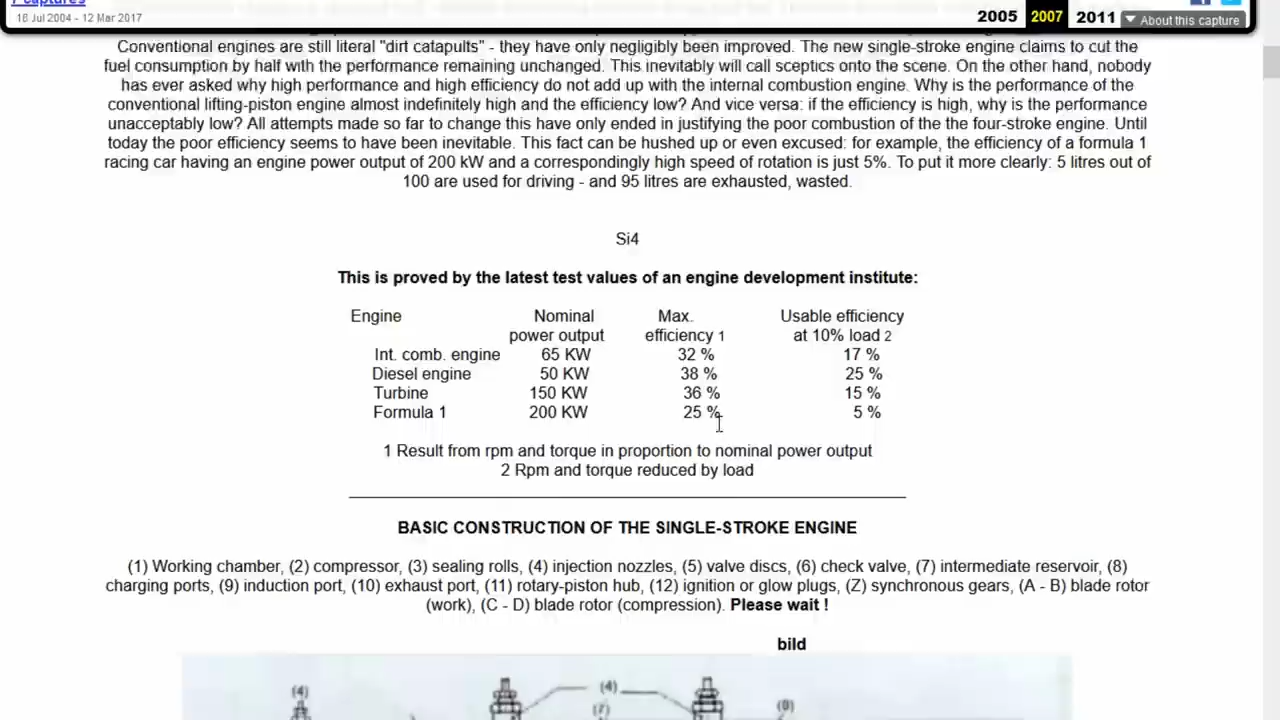 7 captures
18 Jul 2004 - 12 Mar 2017
2005 2007 2011 ▼ About this capture
Conventional engines are still literal "dirt catapults" - they have only negligibly been improved. The new single-stroke engine claims to cut the
fuel consumption by half with the performance remaining unchanged. This inevitably will call sceptics onto the scene. On the other hand, nobody
has ever asked why high performance and high efficiency do not add up with the internal combustion engine. Why is the performance of the
conventional lifting-piston engine almost indefinitely high and the efficiency low? And vice versa: if the efficiency is high, why is the performance
unacceptably low? All attempts made so far to change this have only ended in justifying the poor combustion of the the four-stroke engine. Until
today the poor efficiency seems to have been inevitable. This fact can be hushed up or even excused: for example, the efficiency of a formula 1
racing car having an engine power output of 200 kW and a correspondingly high speed of rotation is just 5%. To put it more clearly: 5 litres out of
100 are used for driving - and 95 litres are exhausted, wasted.
Si4
This is proved by the latest test values of an engine development institute:
Engine Nominal Max. Usable efficiency
power output efficiency 1 at 10% load 2
Int. comb. engine 65 KW 32 % 17 %
Diesel engine 50 KW 38 % 25 %
Turbine 150 KW 36 % 15 %
Formula 1 200 KW 25 % 5 %
1 Result from rpm and torque in proportion to nominal power output
2 Rpm and torque reduced by load
BASIC CONSTRUCTION OF THE SINGLE-STROKE ENGINE
(1) Working chamber, (2) compressor, (3) sealing rolls, (4) injection nozzles, (5) valve discs, (6) check valve, (7) intermediate reservoir, (8)
charging ports, (9) induction port, (10) exhaust port, (11) rotary-piston hub, (12) ignition or glow plugs, (Z) synchronous gears, (A - B) blade rotor
(work), (C - D) blade rotor (compression). Please wait !
bild
(4) (4)
(7) (8)